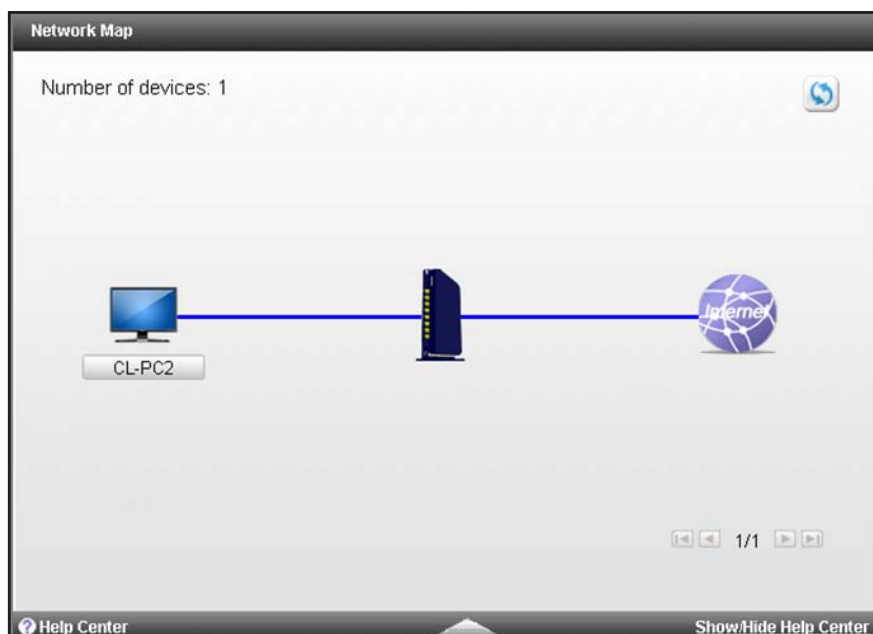 Network Map
Number of devices: 1
Internet
CL-PC2
1/1
? Help Center
Show/Hide Help Center